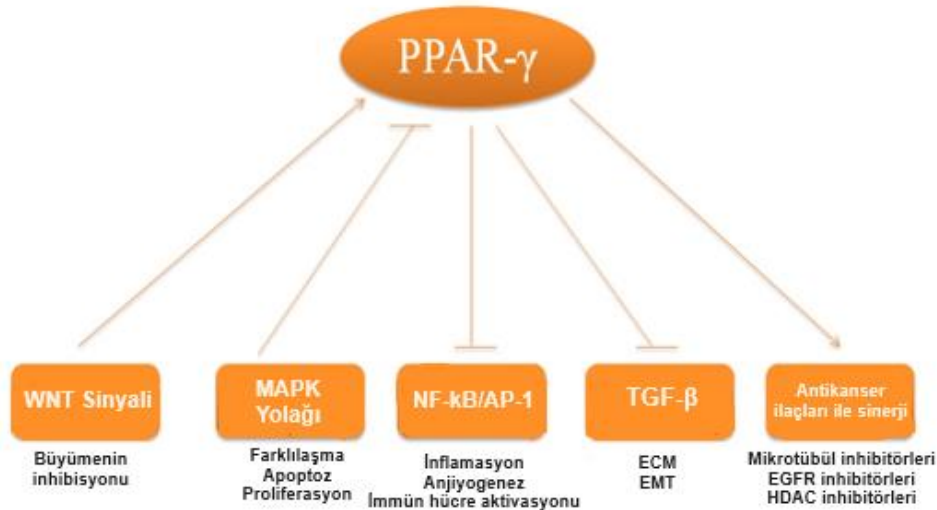 PPAR-γ
WNT Sinyali
Büyümenin
inhibisyonu
MAPK
Yolağı
Farklılaşma
Apoptoz
Proliferasyon
NF-kB/AP-1
İnflamasyon
Anjiyogenez
İmmün hücre aktivasyonu
TGF-β
ECM
EMT
Antikanser
ilaçları ile sinerji
Mikrotübül inhibitörleri
EGFR inhibitörleri
HDAC inhibitörleri